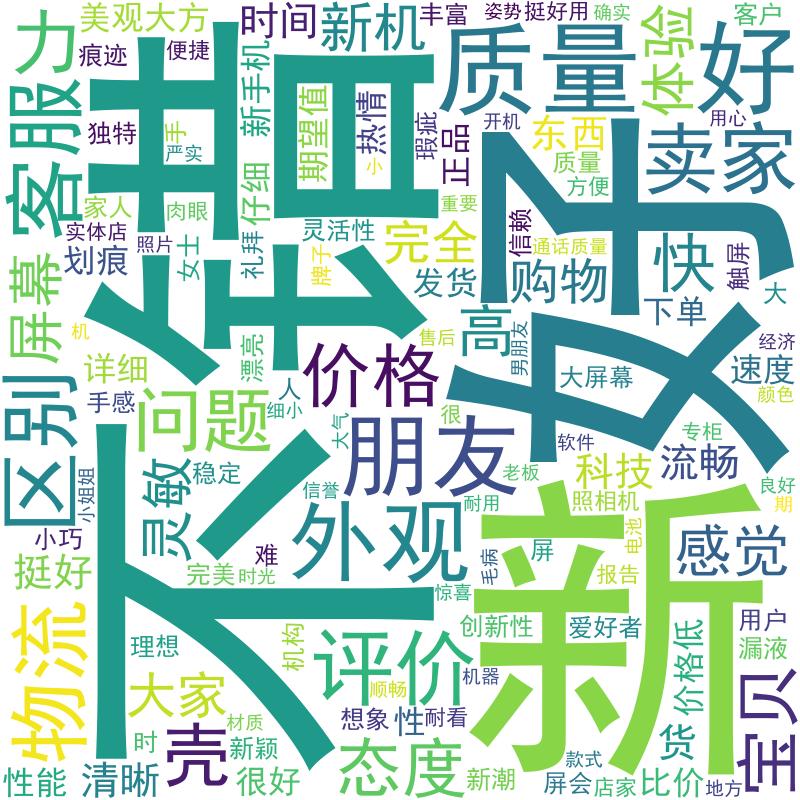 美观大方
时间
新机
丰富
姿势
挺好用
确实
客户
力
痕迹
便捷
质量
好
体验
客服
独特
手
严实
新手机
期望值
热情
瑕疵
正品
小
开机
用心
东西
质量
方便
卖家
不错
家人
肉眼
仔细
灵活性
重要
好
实体店
照片
女士
礼拜
牌子
完全
信赖
通话质量
触屏
屏幕
划痕
发货
购物
快
大
机
下单
详细
漂亮
价格
售后
高
男朋友
经济
手感
人
细小
大屏幕
速度
颜色
区别
问题
大气
很
朋友
软件
专柜
小姐姐
灵敏
稳定
信誉
老板
科技
流畅
良好
耐用
照相机
期
小巧
难
外观
新
毛病
屏
电池
感觉
挺好
完美
时光
惊喜
报告
物流
理想
机构
评价
创新性
爱好者
价格低
用户
漏液
大家
顺畅
机器
宝贝
材质
想象
性
耐看
货
时
新颖
壳
态度
款式
性能
清晰
很好
新潮
屏会
店家
比价
地方